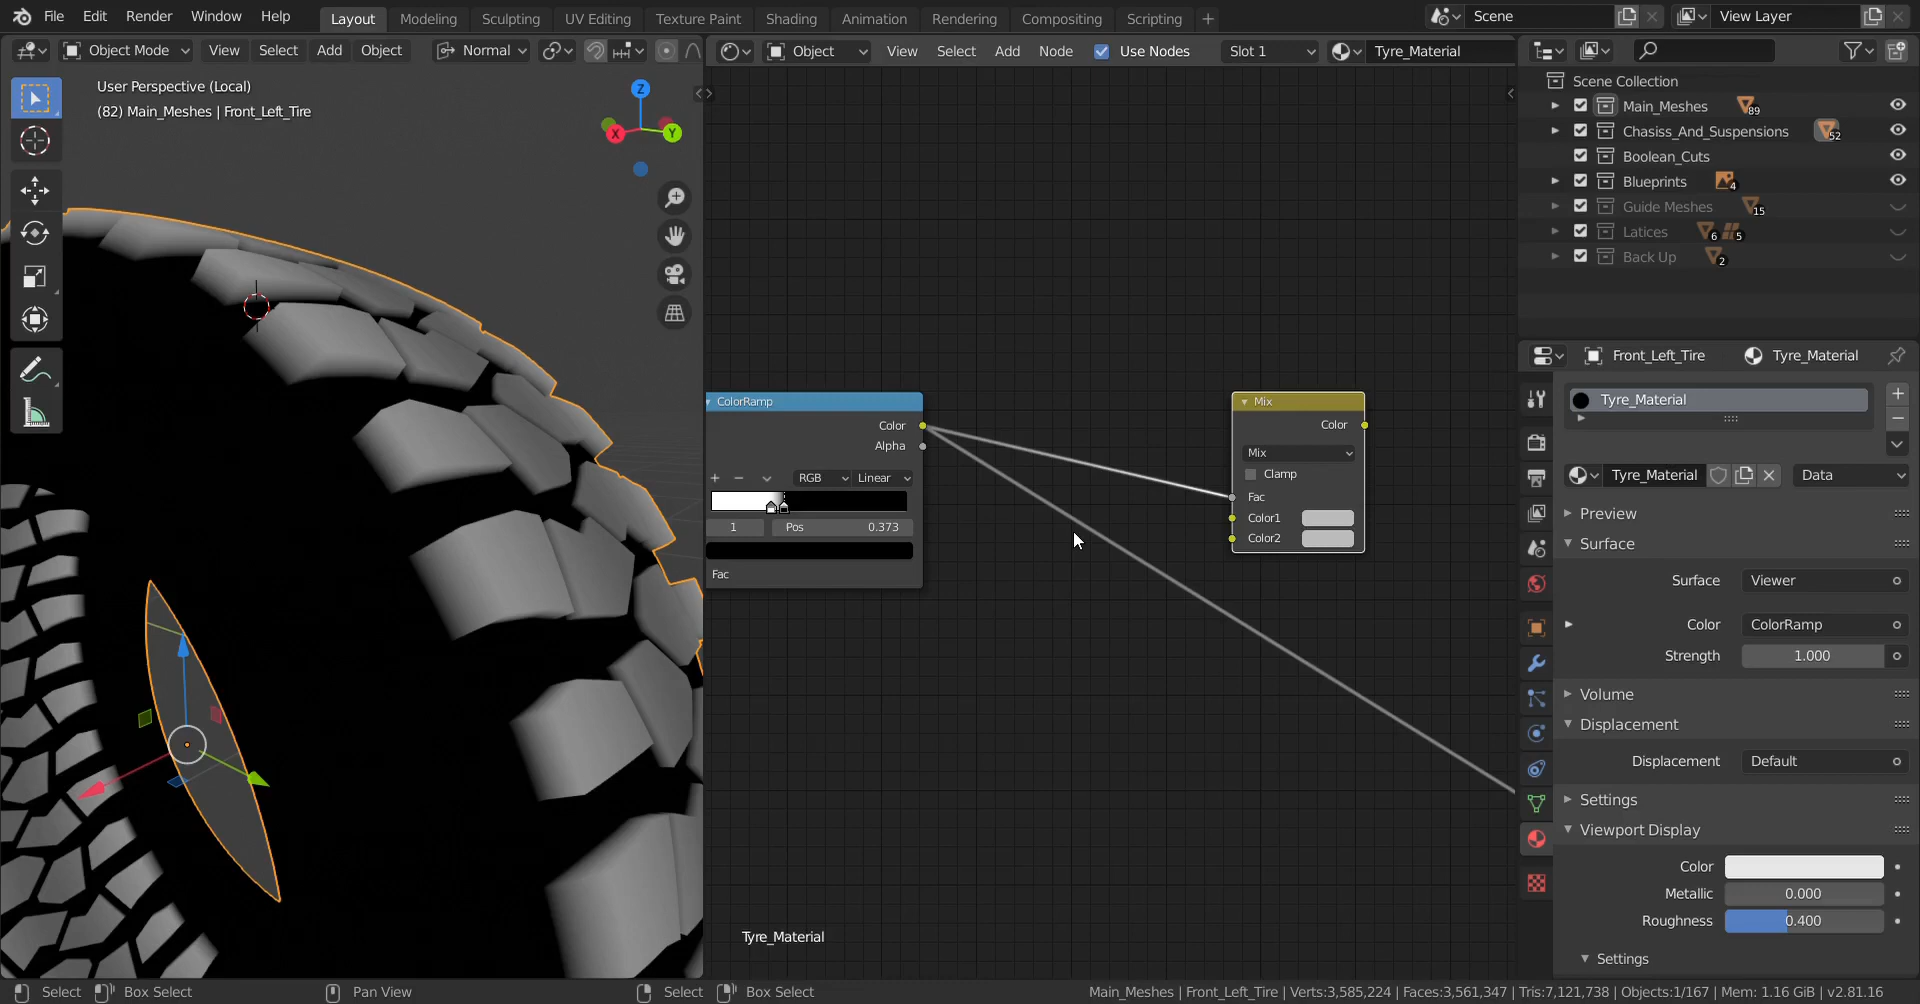 File Edit Render Window Help Layout Modeling Sculpting UV Editing Texture Paint Shading Animation Rendering Compositing Scripting + Scene View Layer
Object Mode View Select Add Object Normal Object View Select Add Node Use Nodes Slot 1 Tyre_Material
User Perspective (Local)
(82) Main_Meshes | Front_Left_Tire
Z
X
Y
Scene Collection
Main_Meshes 89
Chasiss_And_Suspensions 52
Boolean_Cuts
Blueprints 4
Guide Meshes 15
Latices 6 5
Back Up 2
ColorRamp
Color
Alpha
+ − RGB Linear
1 Pos 0.373
Fac
Mix
Color
Mix
Clamp
Fac
Color1
Color2
Tyre_Material
Front_Left_Tire Tyre_Material
Tyre_Material
Tyre_Material Data
Preview
Surface
Surface Viewer
Color ColorRamp
Strength 1.000
Volume
Displacement
Displacement Default
Settings
Viewport Display
Color
Metallic 0.000
Roughness 0.400
Settings
Select Box Select Pan View Select Box Select Main_Meshes | Front_Left_Tire | Verts:3,585,224 | Faces:3,561,347 | Tris:7,121,738 | Objects:1/167 | Mem: 1.16 GiB | v2.81.16